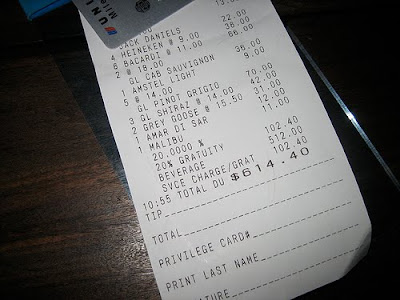 UNI
Mile
JACK DANIELS 22.00
4 HEINEKEN @ 9.00 36.00
6 BACARDI @ 11.00 66.00
2 @ 18.00
GL CAB SAUVIGNON 36.00
1 AMSTEL LIGHT 9.00
5 @ 14.00
GL PINOT GRIGIO 70.00
3 GL SHIRAZ @ 14.00 42.00
2 GREY GOOSE @ 15.50 31.00
1 AMAR DI SAR 12.00
1 MALIBU 11.00
20.0000 %
20% GRATUITY 102.40
BEVERAGE 512.00
SVCE CHARGE/GRAT 102.40
10:55 TOTAL DU $614.40
TIP
TOTAL
PRIVILEGE CARD#
PRINT LAST NAME
ATURE